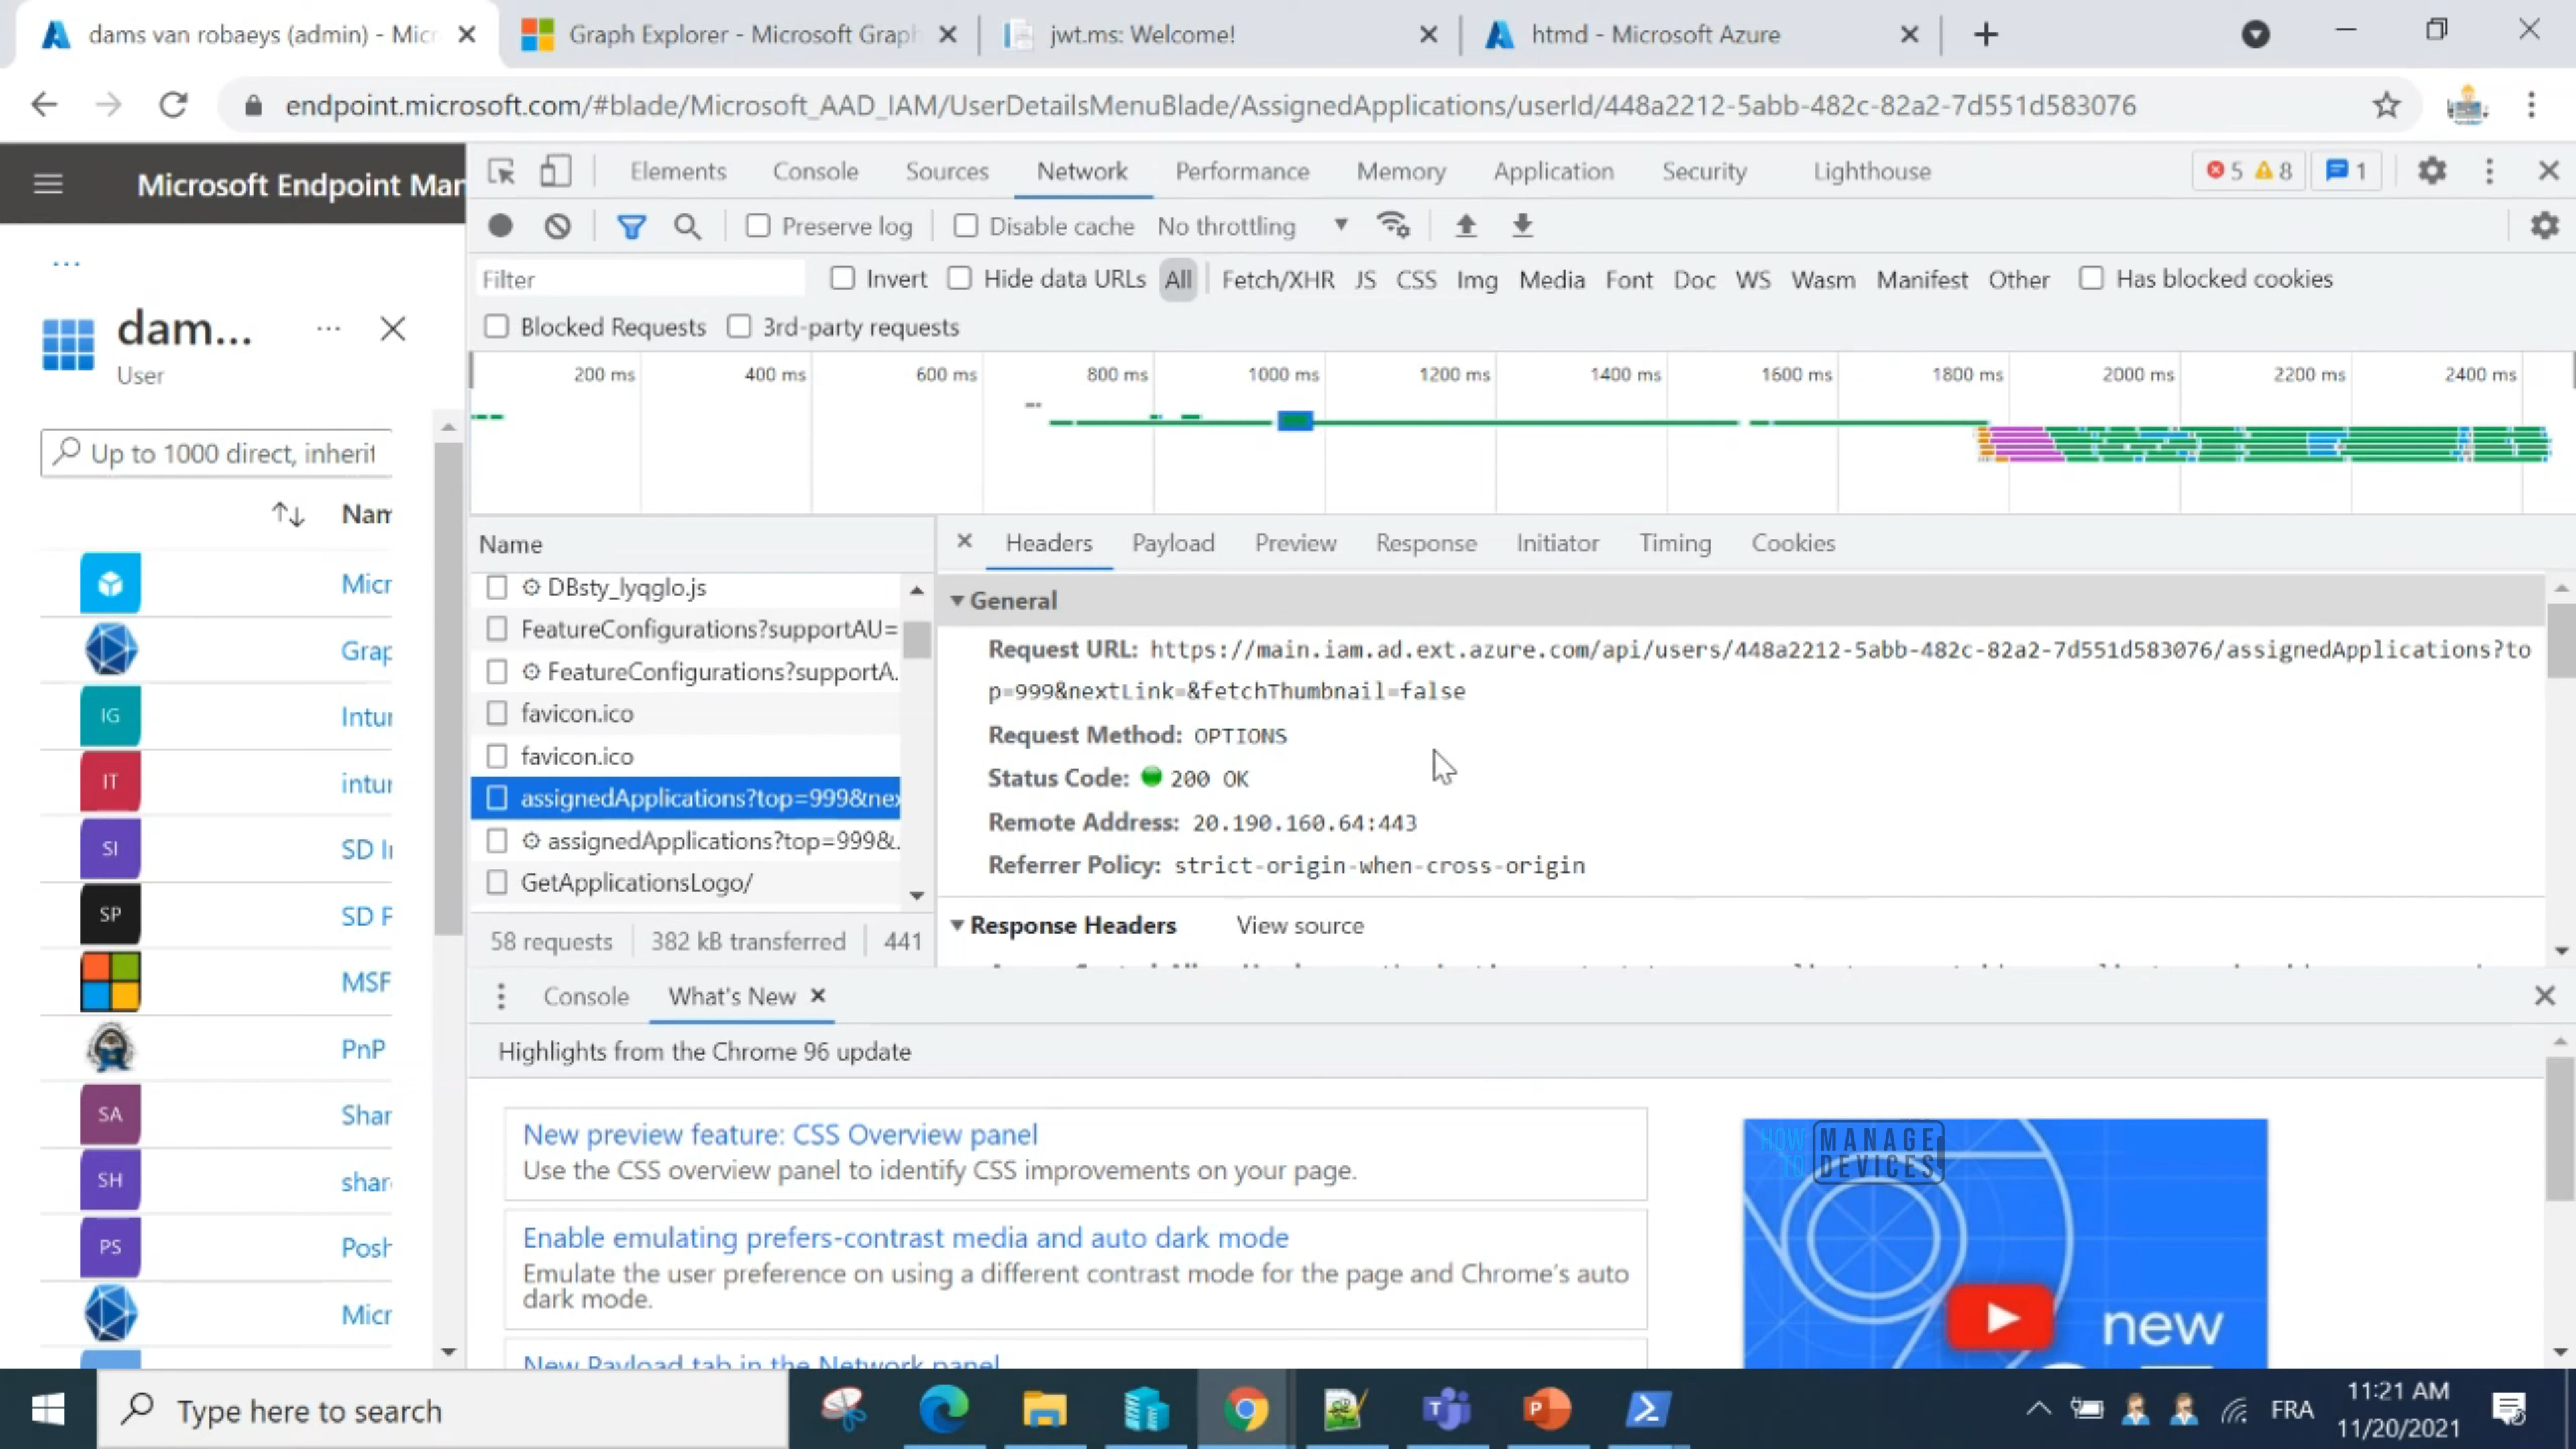 dams van robaeys (admin) - Micr
Graph Explorer - Microsoft Graph
jwt.ms: Welcome!
htmd - Microsoft Azure
endpoint.microsoft.com/#blade/Microsoft_AAD_IAM/UserDetailsMenuBlade/AssignedApplications/userId/448a2212-5abb-482c-82a2-7d551d583076
Microsoft Endpoint Mar
Elements Console Sources Network Performance Memory Application Security Lighthouse 5 8 1
Preserve log Disable cache No throttling
Filter Invert Hide data URLs All Fetch/XHR JS CSS Img Media Font Doc WS Wasm Manifest Other Has blocked cookies
Blocked Requests 3rd-party requests
...
dam... ...
User
Up to 1000 direct, inherit
Nam
Micr
Grap
IG Intur
IT intur
SI SD I
SP SD F
MSF
PnP
SA Shar
SH shar
PS Posh
Micr
200 ms 400 ms 600 ms 800 ms 1000 ms 1200 ms 1400 ms 1600 ms 1800 ms 2000 ms 2200 ms 2400 ms
Name
DBsty_lyqglo.js
FeatureConfigurations?supportAU=
FeatureConfigurations?supportA.
favicon.ico
favicon.ico
assignedApplications?top=999&nex
assignedApplications?top=999&.
GetApplicationsLogo/
58 requests 382 kB transferred 441
Headers Payload Preview Response Initiator Timing Cookies
General
Request URL: https://main.iam.ad.ext.azure.com/api/users/448a2212-5abb-482c-82a2-7d551d583076/assignedApplications?to
p=999&nextLink=&fetchThumbnail=false
Request Method: OPTIONS
Status Code: 200 OK
Remote Address: 20.190.160.64:443
Referrer Policy: strict-origin-when-cross-origin
Response Headers View source
Console What's New
Highlights from the Chrome 96 update
New preview feature: CSS Overview panel
Use the CSS overview panel to identify CSS improvements on your page.
Enable emulating prefers-contrast media and auto dark mode
Emulate the user preference on using a different contrast mode for the page and Chrome's auto
dark mode.
New Payload tab in the Network panel
HOW TO MANAGE DEVICES
new
Type here to search
FRA
11:21 AM
11/20/2021